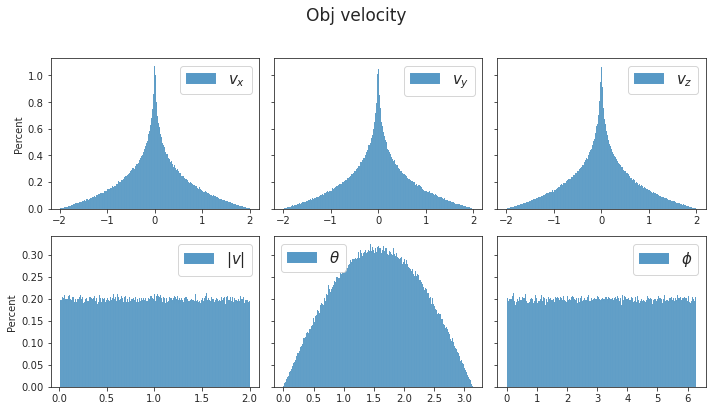 Obj velocity
Percent
1.0
0.8
0.6
0.4
0.2
0.0
v_x
v_y
v_z
−2 −1 0 1 2
−2 −1 0 1 2
−2 −1 0 1 2
Percent
0.30
0.25
0.20
0.15
0.10
0.05
0.00
|v|
θ
ϕ
0.0 0.5 1.0 1.5 2.0
0.0 0.5 1.0 1.5 2.0 2.5 3.0
0 1 2 3 4 5 6